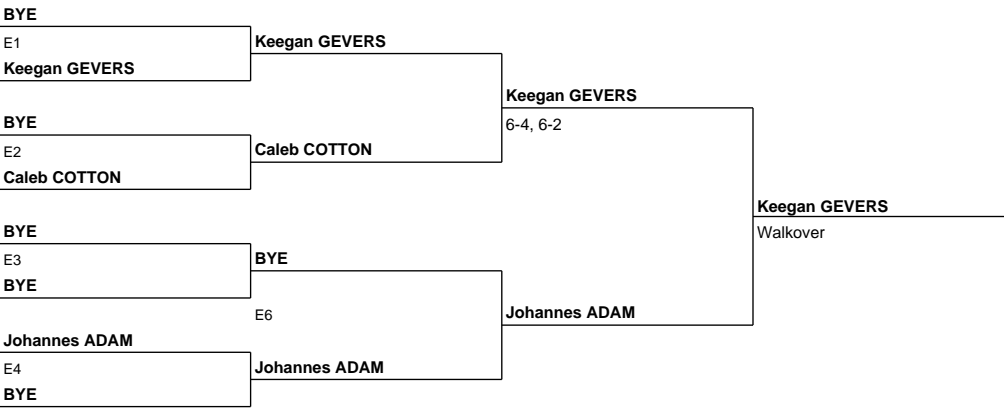 BYE
E1
Keegan GEVERS
BYE
E2
Caleb COTTON
BYE
E3
BYE
Johannes ADAM
E4
BYE
Keegan GEVERS
Caleb COTTON
BYE
E6
Johannes ADAM
Keegan GEVERS
6-4, 6-2
Johannes ADAM
Keegan GEVERS
Walkover